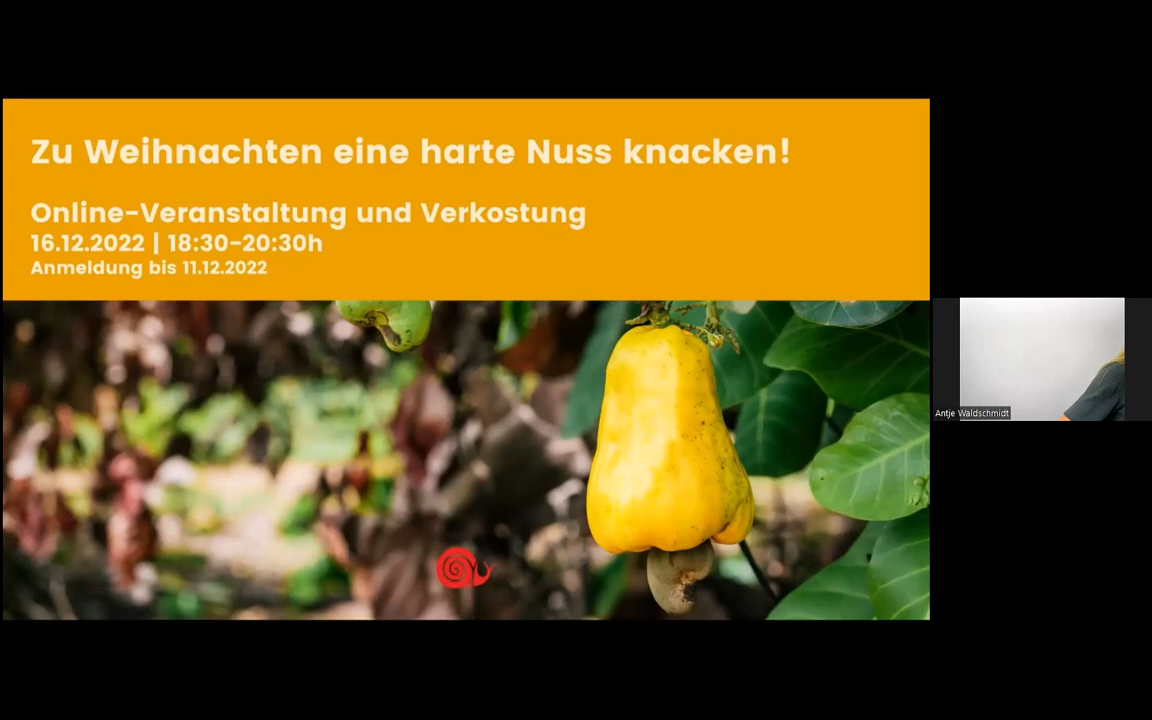 Zu Weihnachten eine harte Nuss knacken!
Online-Veranstaltung und Verkostung
16.12.2022 | 18:30-20:30h
Anmeldung bis 11.12.2022
Antje Waldschmidt